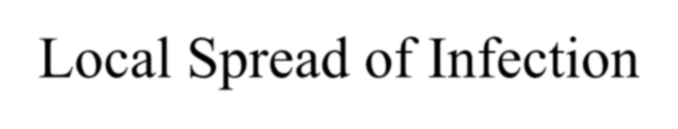 Local Spread of Infection